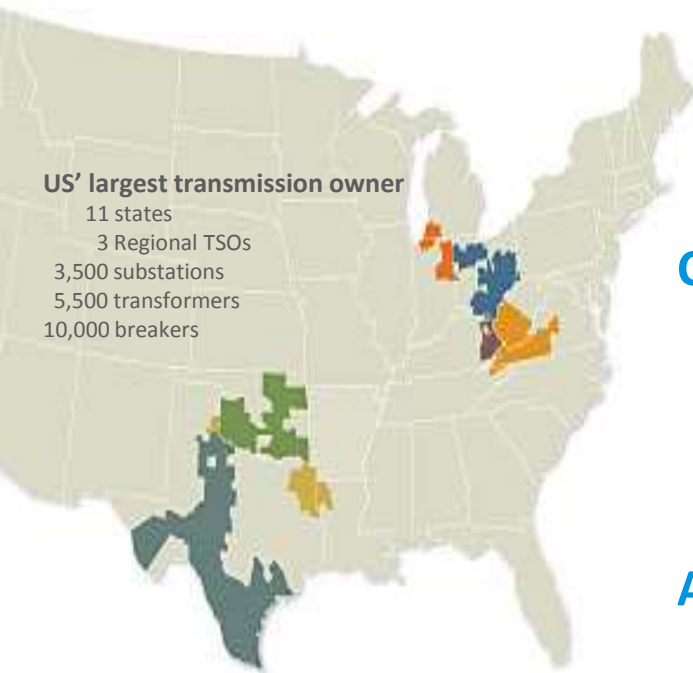 US’ largest transmission owner
11 states
3 Regional TSOs
3,500 substations
5,500 transformers
10,000 breakers
C
A